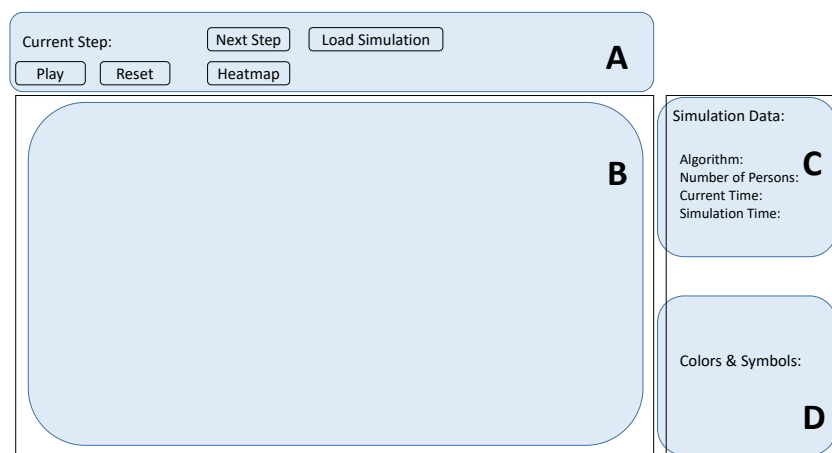 Current Step:
Next Step
Load Simulation
Play
Reset
Heatmap
A
B
Simulation Data:
Algorithm:
Number of Persons:
Current Time:
Simulation Time:
C
Colors & Symbols:
D